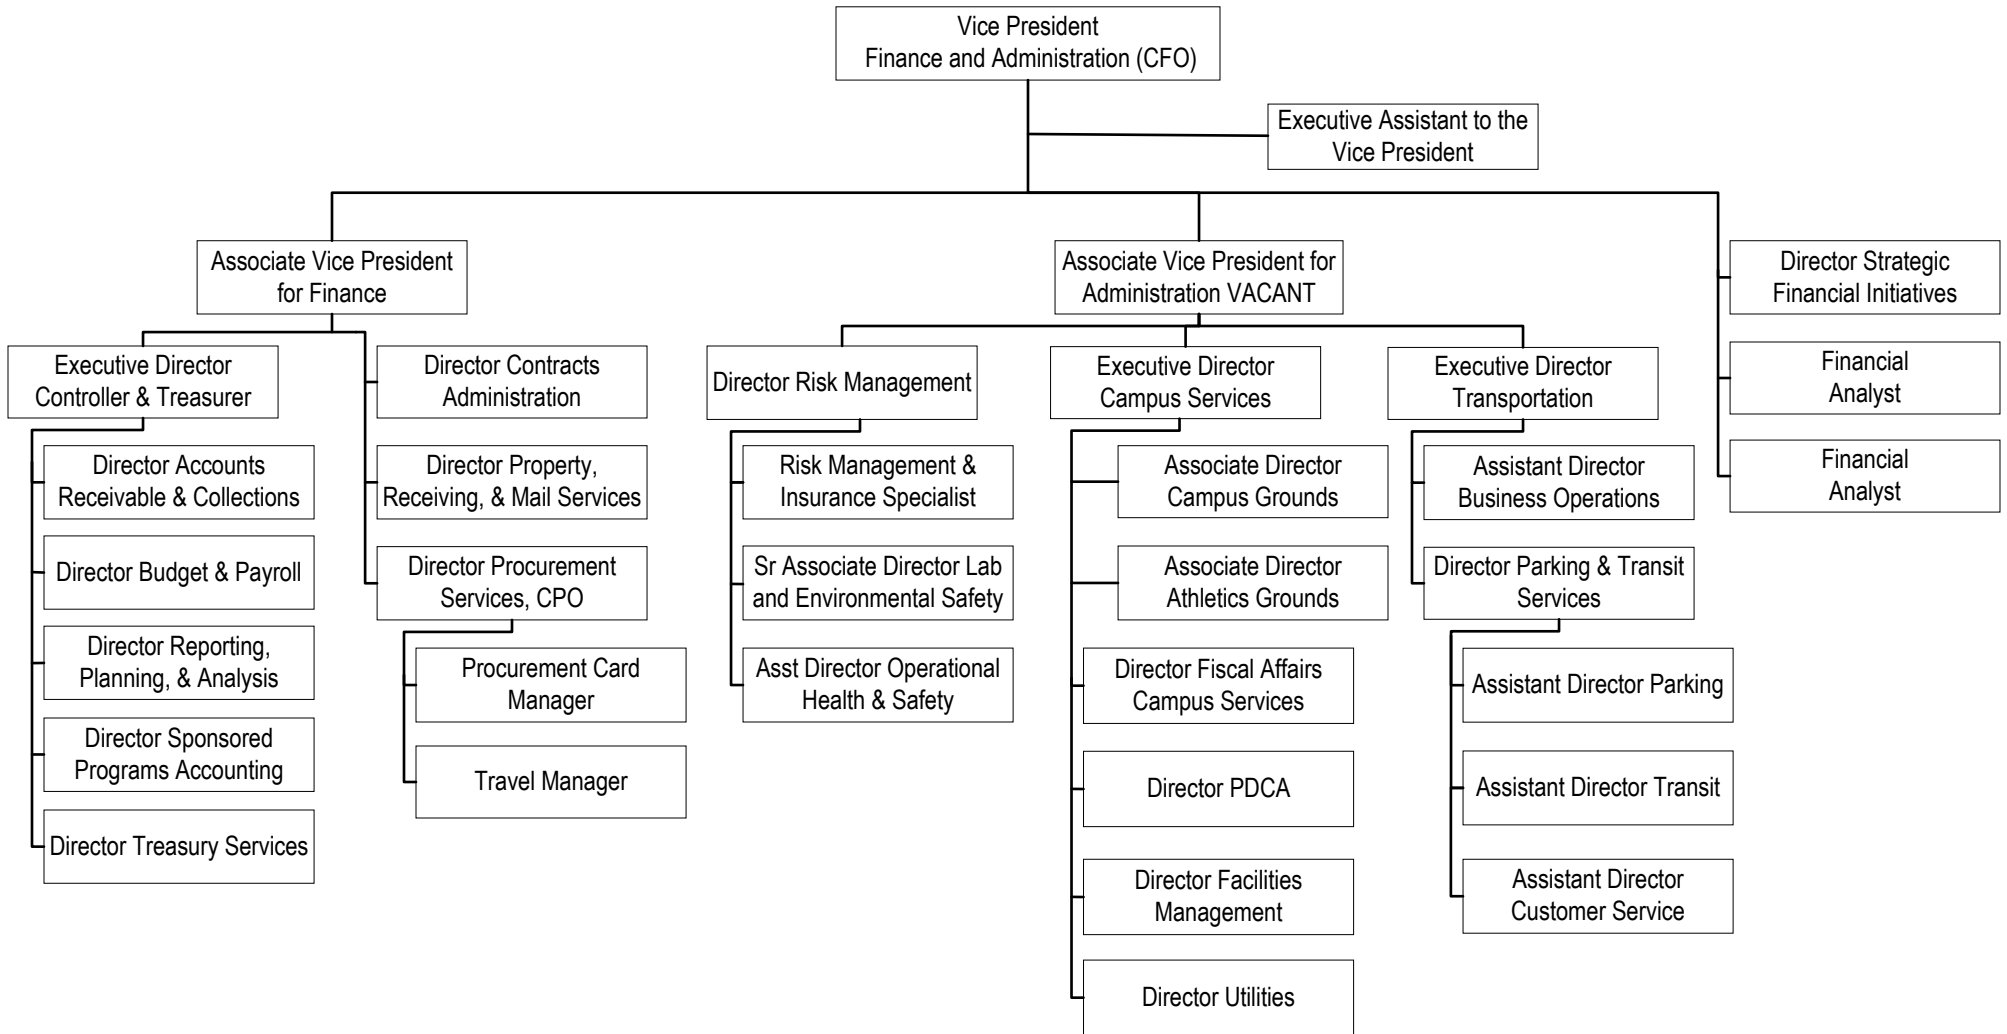 Vice President
Finance and Administration (CFO)
Executive Assistant to the
Vice President
Associate Vice President
for Finance
Associate Vice President for
Administration VACANT
Director Strategic
Financial Initiatives
Executive Director
Controller & Treasurer
Director Contracts
Administration
Director Risk Management
Executive Director
Campus Services
Executive Director
Transportation
Financial
Analyst
Director Accounts
Receivable & Collections
Director Property,
Receiving, & Mail Services
Risk Management &
Insurance Specialist
Associate Director
Campus Grounds
Assistant Director
Business Operations
Financial
Analyst
Director Budget & Payroll
Director Procurement
Services, CPO
Sr Associate Director Lab
and Environmental Safety
Associate Director
Athletics Grounds
Director Parking & Transit
Services
Director Reporting,
Planning, & Analysis
Procurement Card
Manager
Asst Director Operational
Health & Safety
Director Fiscal Affairs
Campus Services
Assistant Director Parking
Director Sponsored
Programs Accounting
Travel Manager
Director PDCA
Assistant Director Transit
Director Treasury Services
Director Facilities
Management
Assistant Director
Customer Service
Director Utilities